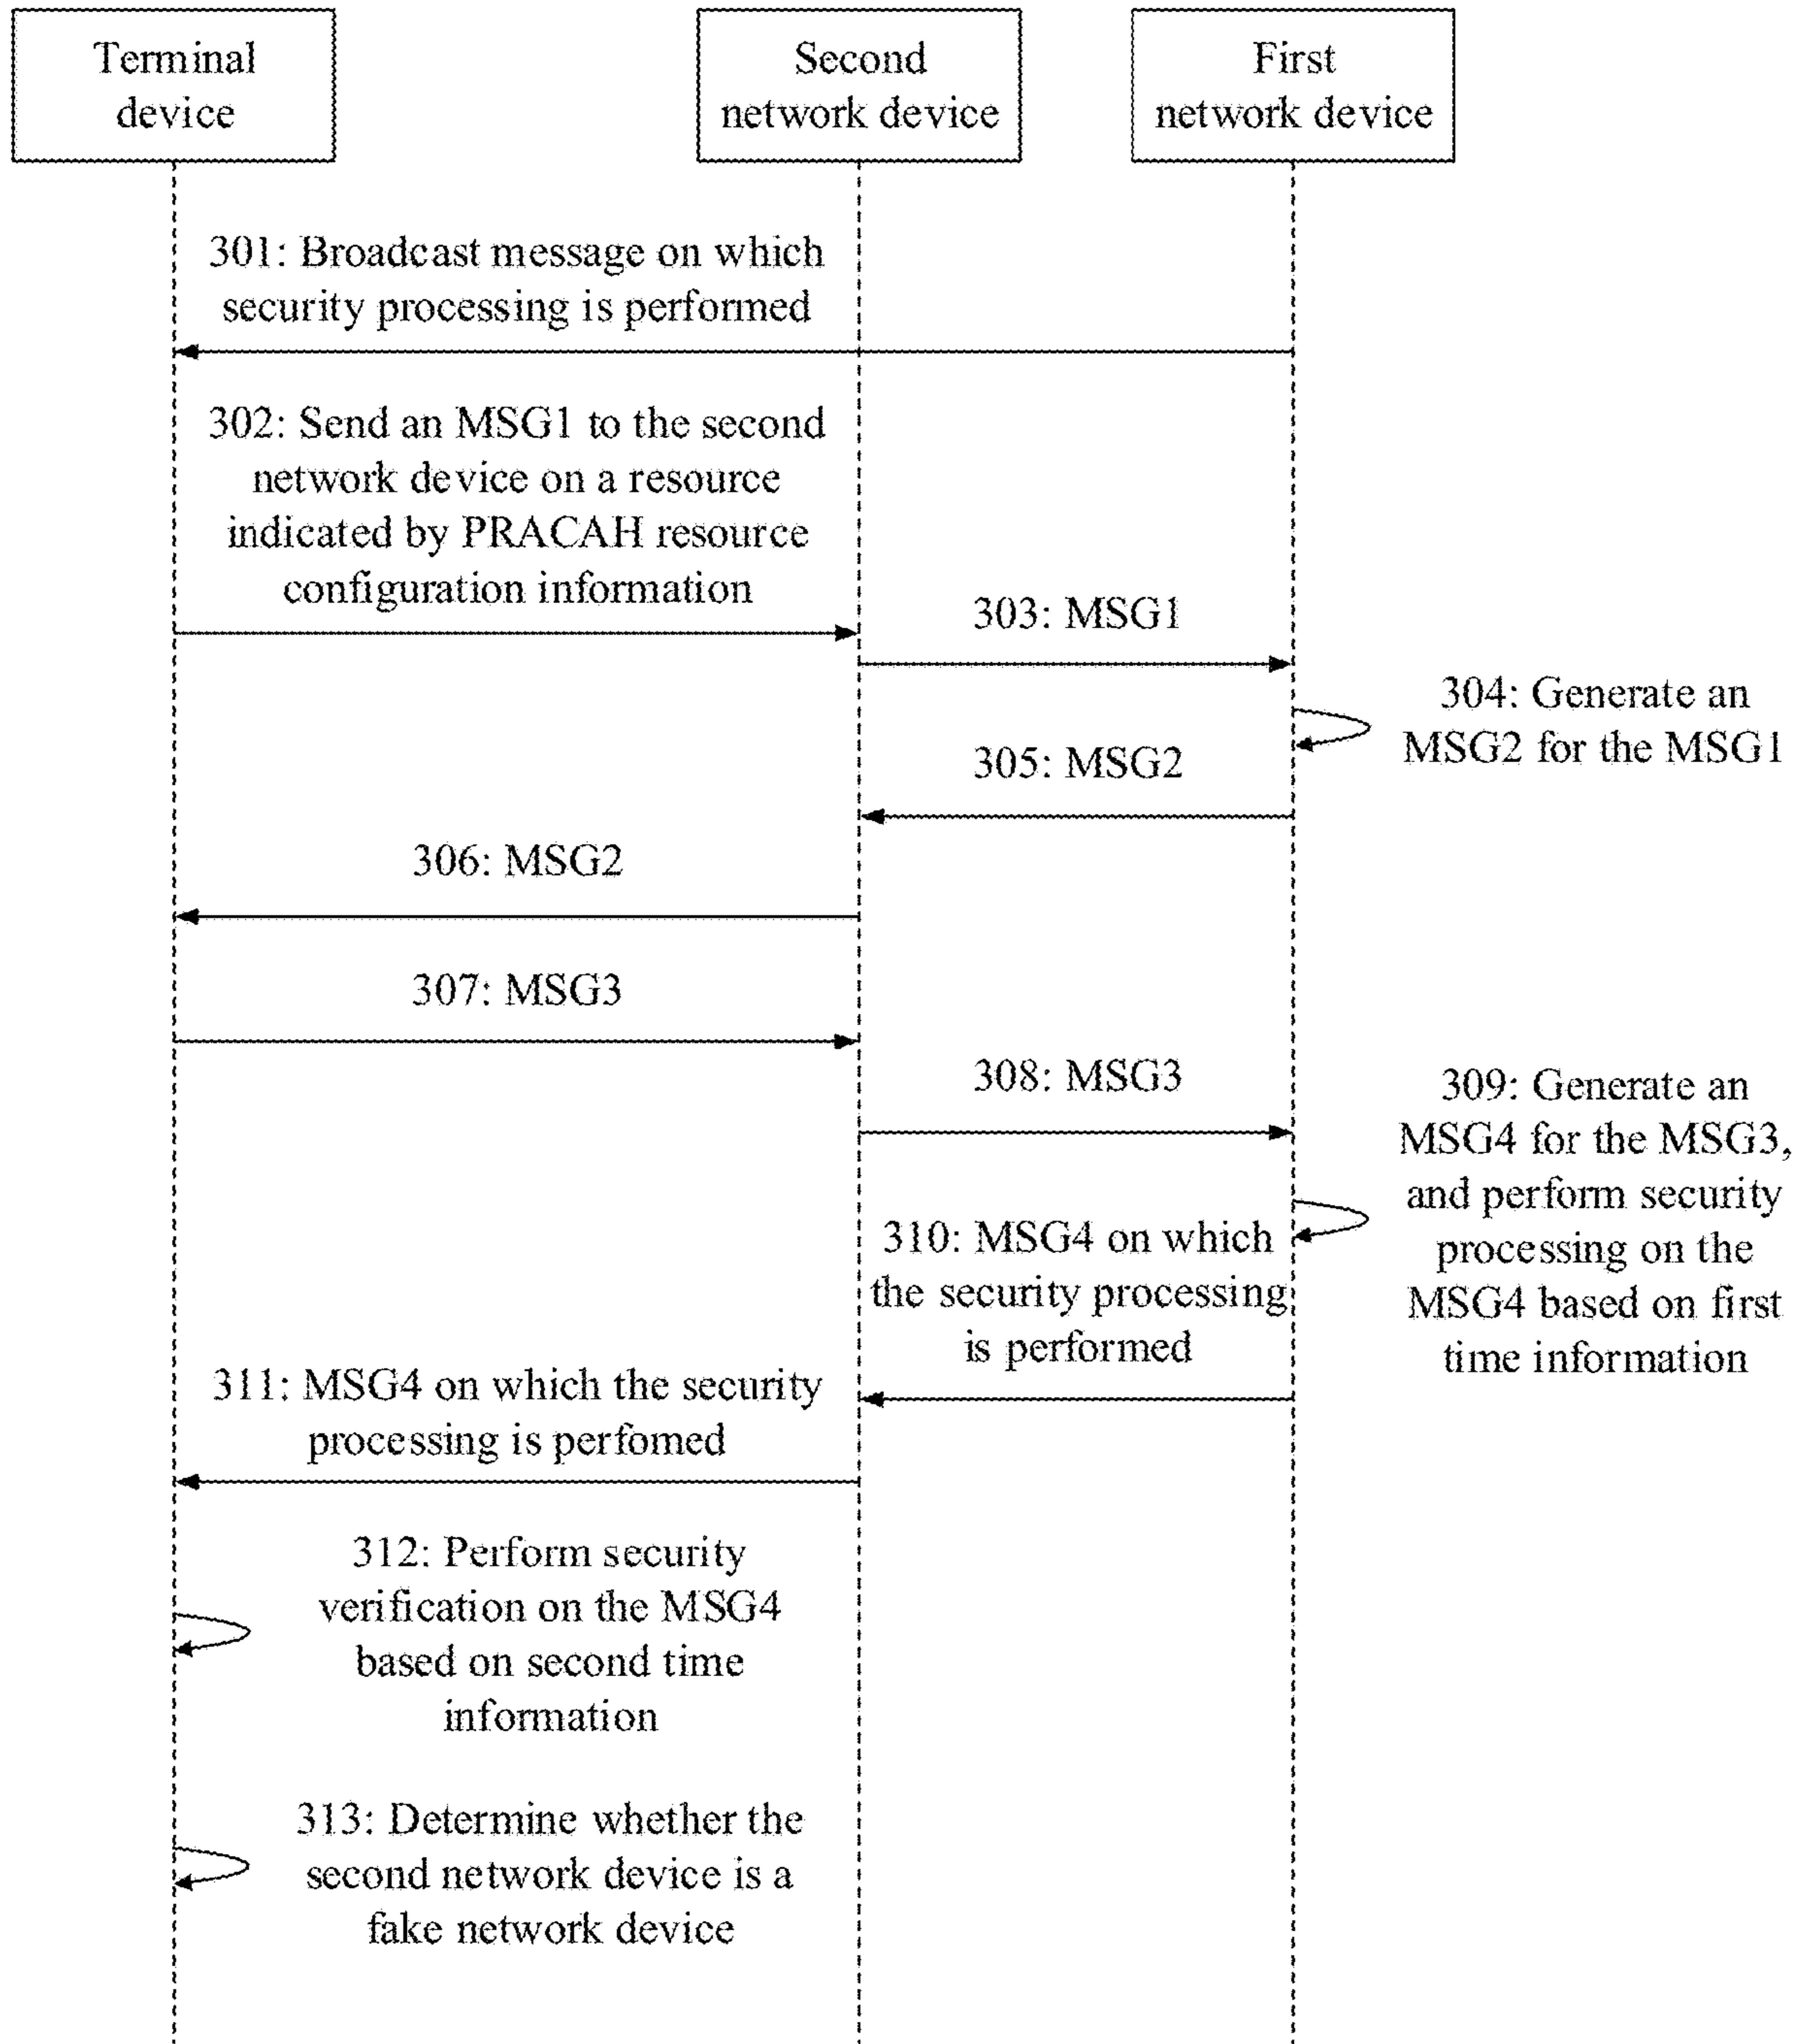 Terminal
device
Second
network device
First
network device
301: Broadcast message on which
security processing is performed
302: Send an MSG1 to the second
network device on a resource
indicated by PRACAH resource
configuration information
303: MSG1
304: Generate an
MSG2 for the MSG1
305: MSG2
306: MSG2
307: MSG3
308: MSG3
309: Generate an
MSG4 for the MSG3,
and perform security
processing on the
MSG4 based on first
time information
310: MSG4 on which
the security processing
is performed
311: MSG4 on which the security
processing is perfomed
312: Perform security
verification on the MSG4
based on second time
information
313: Determine whether the
second network device is a
fake network device